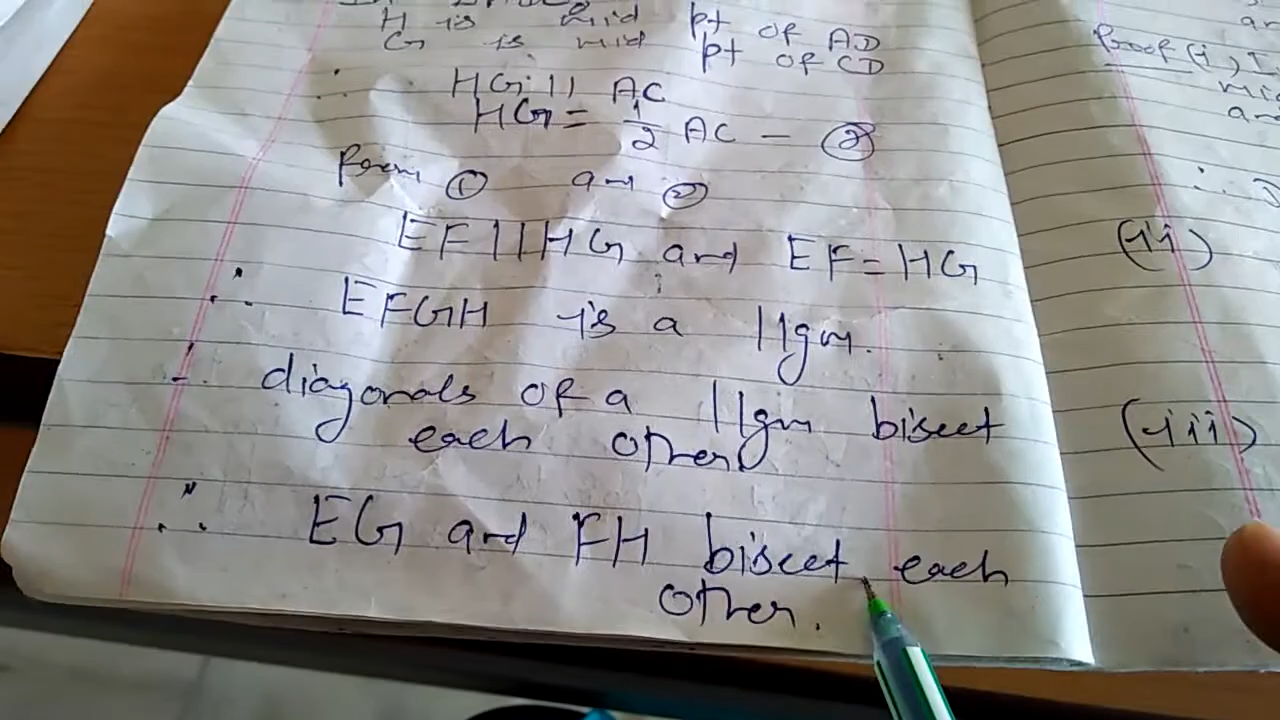 H is mid pt of AD
G is mid pt of CD
∴ HG || AC
HG = 1/2 AC — ②
from ① and ②
EF || HG and EF = HG
∴ EFGH is a ||gm.
∴ diagonals of a ||gm bisect
each other
∴ EG and FH bisect each
other.
Proof (i) I
(ii)
(iii)